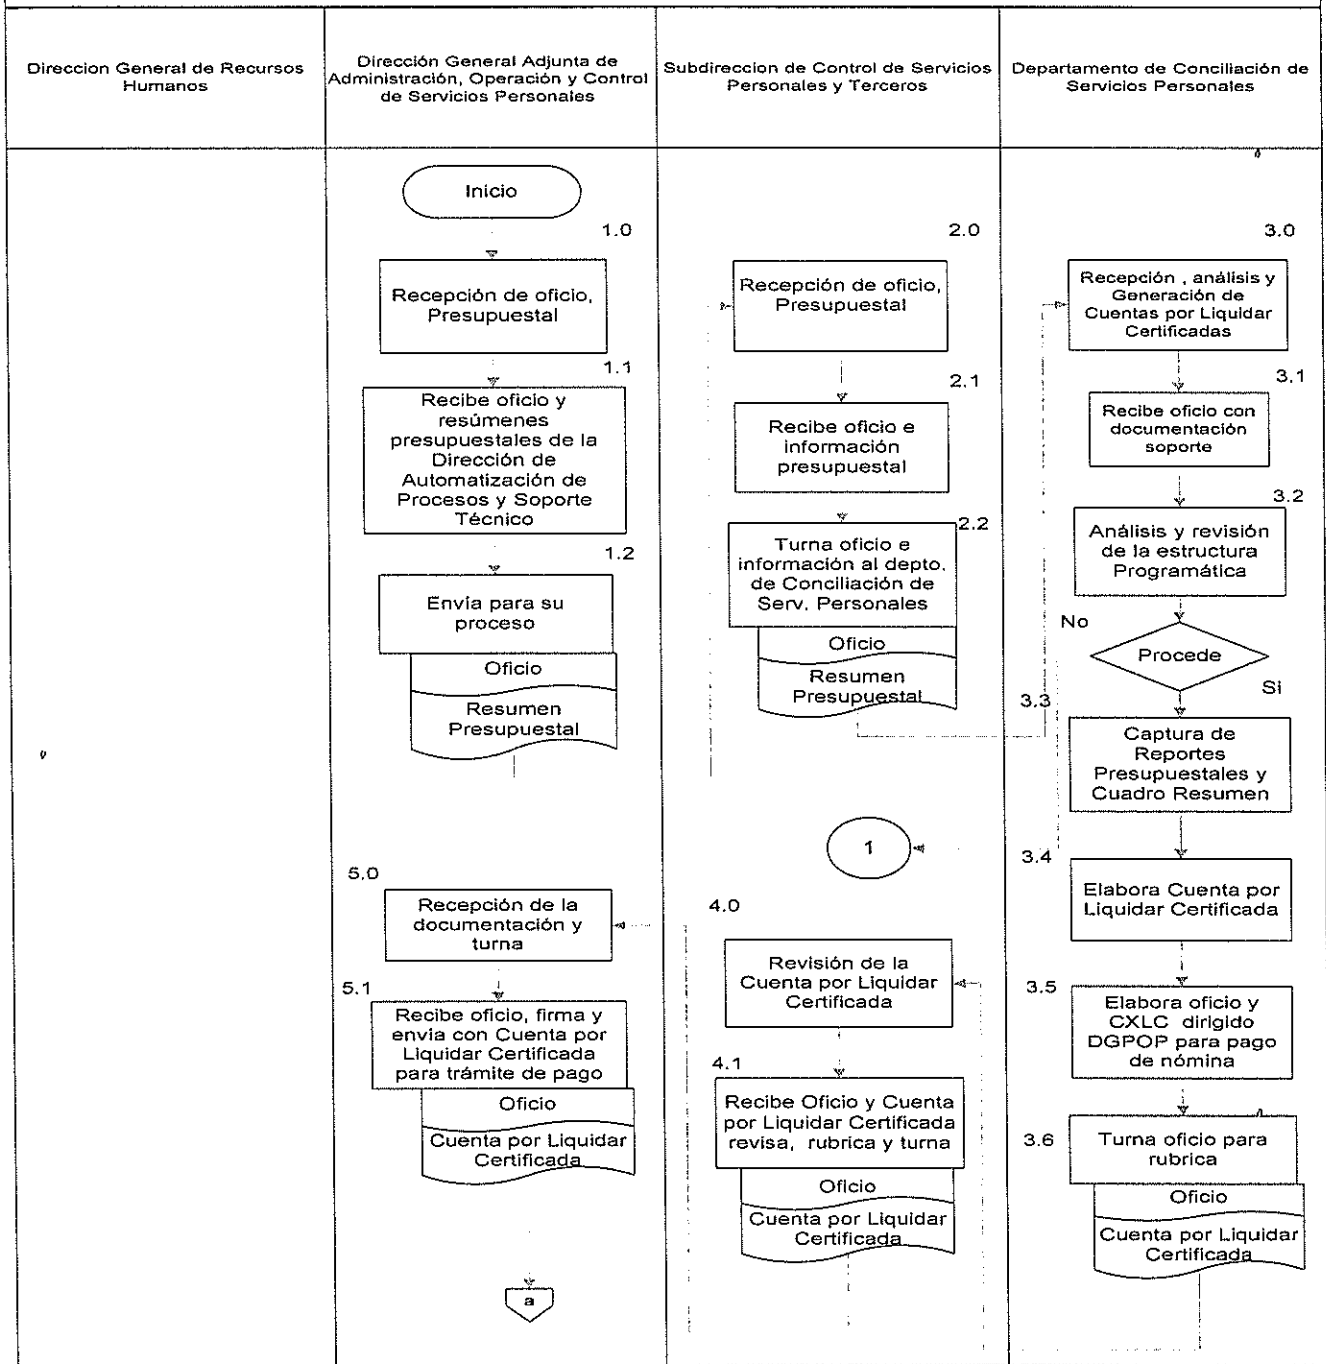 Direccion General de Recursos
Humanos
Dirección General Adjunta de
Administración, Operación y Control
de Servicios Personales
Subdireccion de Control de Servicios
Personales y Terceros
Departamento de Conciliación de
Servicios Personales
Inicio
1.0
Recepción de oficio,
Presupuestal
1.1
Recibe oficio y
resúmenes
presupuestales de la
Dirección de
Automatización de
Procesos y Soporte
Técnico
1.2
Envía para su
proceso
Oficio
Resumen
Presupuestal
2.0
Recepción de oficio,
Presupuestal
2.1
Recibe oficio e
información
presupuestal
2.2
Turna oficio e
información al depto.
de Conciliación de
Serv. Personales
Oficio
Resumen
Presupuestal
3.0
Recepción , análisis y
Generación de
Cuentas por Liquidar
Certificadas
3.1
Recibe oficio con
documentación
soporte
3.2
Análisis y revisión
de la estructura
Programática
No
Procede
Si
3.3
Captura de
Reportes
Presupuestales y
Cuadro Resumen
1
3.4
Elabora Cuenta por
Liquidar Certificada
3.5
Elabora oficio y
CXLC dirigido
DGPOP para pago
de nómina
3.6
Turna oficio para
rubrica
Oficio
Cuenta por Liquidar
Certificada
4.0
Revisión de la
Cuenta por Liquidar
Certificada
4.1
Recibe Oficio y Cuenta
por Liquidar Certificada
revisa, rubrica y turna
Oficio
Cuenta por Liquidar
Certificada
5.0
Recepción de la
documentación y
turna
5.1
Recibe oficio, firma y
envia con Cuenta por
Liquidar Certificada
para trámite de pago
Oficio
Cuenta por Liquidar
Certificada
a